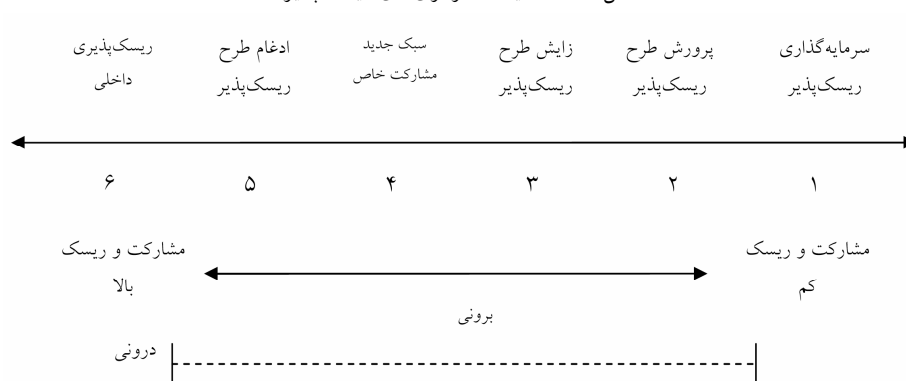 سرمایه‌گذاری
ریسک‌پذیر
پرورش طرح
ریسک‌پذیر
زایش طرح
ریسک‌پذیر
سبک جدید
مشارکت خاص
ادغام طرح
ریسک‌پذیر
ریسک‌پذیری
داخلی
۱ ۲ ۳ ۴ ۵ ۶
مشارکت و ریسک
کم
مشارکت و ریسک
بالا
برونی
درونی